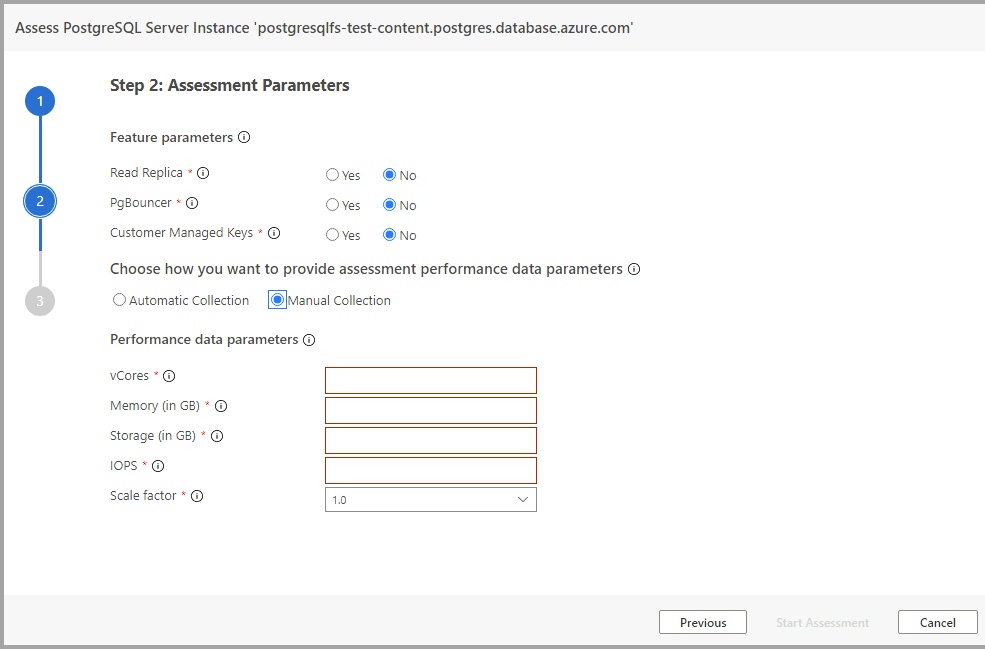 Assess PostgreSQL Server Instance 'postgresqlfs-test-content.postgres.database.azure.com'
Step 2: Assessment Parameters
1
Feature parameters
Read Replica * Yes No
2
PgBouncer * Yes No
Customer Managed Keys * Yes No
Choose how you want to provide assessment performance data parameters
3
Automatic Collection Manual Collection
Performance data parameters
vCores *
Memory (in GB) *
Storage (in GB) *
IOPS *
Scale factor * 1.0
Previous Start Assessment Cancel